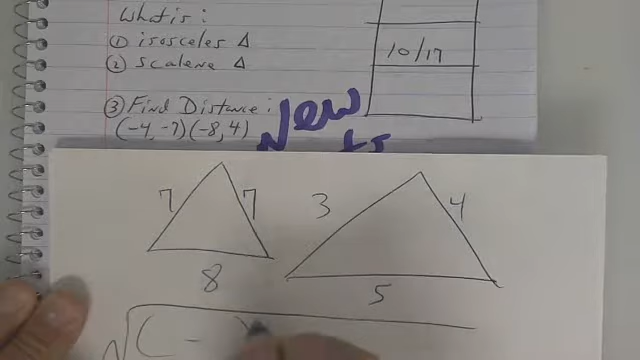 What is:
① isosceles Δ
② scalene Δ
10/17
③ Find Distance:
(-4,-7)(-8,4)
New
7 7
8
3 4
5
√( - )